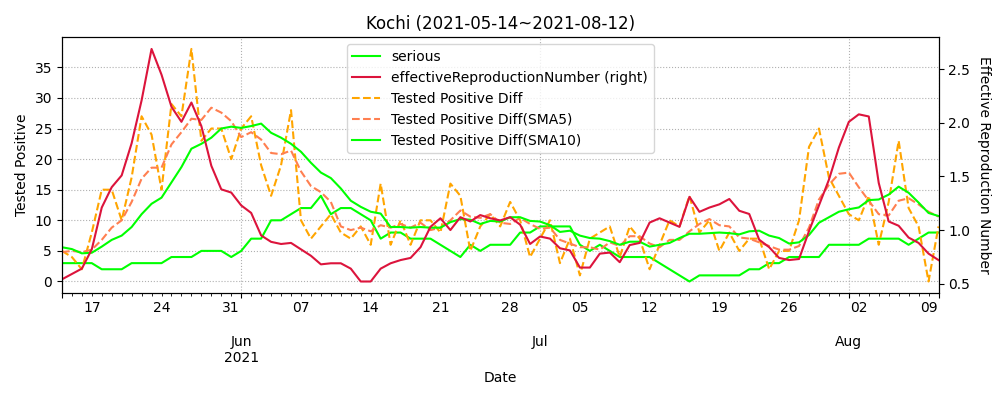 Kochi (2021-05-14~2021-08-12)
serious
effectiveReproductionNumber (right)
Tested Positive Diff
Tested Positive Diff(SMA5)
Tested Positive Diff(SMA10)
Tested Positive
35
30
25
20
15
10
5
0
2.5
2.0
1.5
1.0
0.5
Effective Reproduction Number
17 24 31 07 14 21 28 05 12 19 26 02 09
Jun Jul Aug
2021
Date